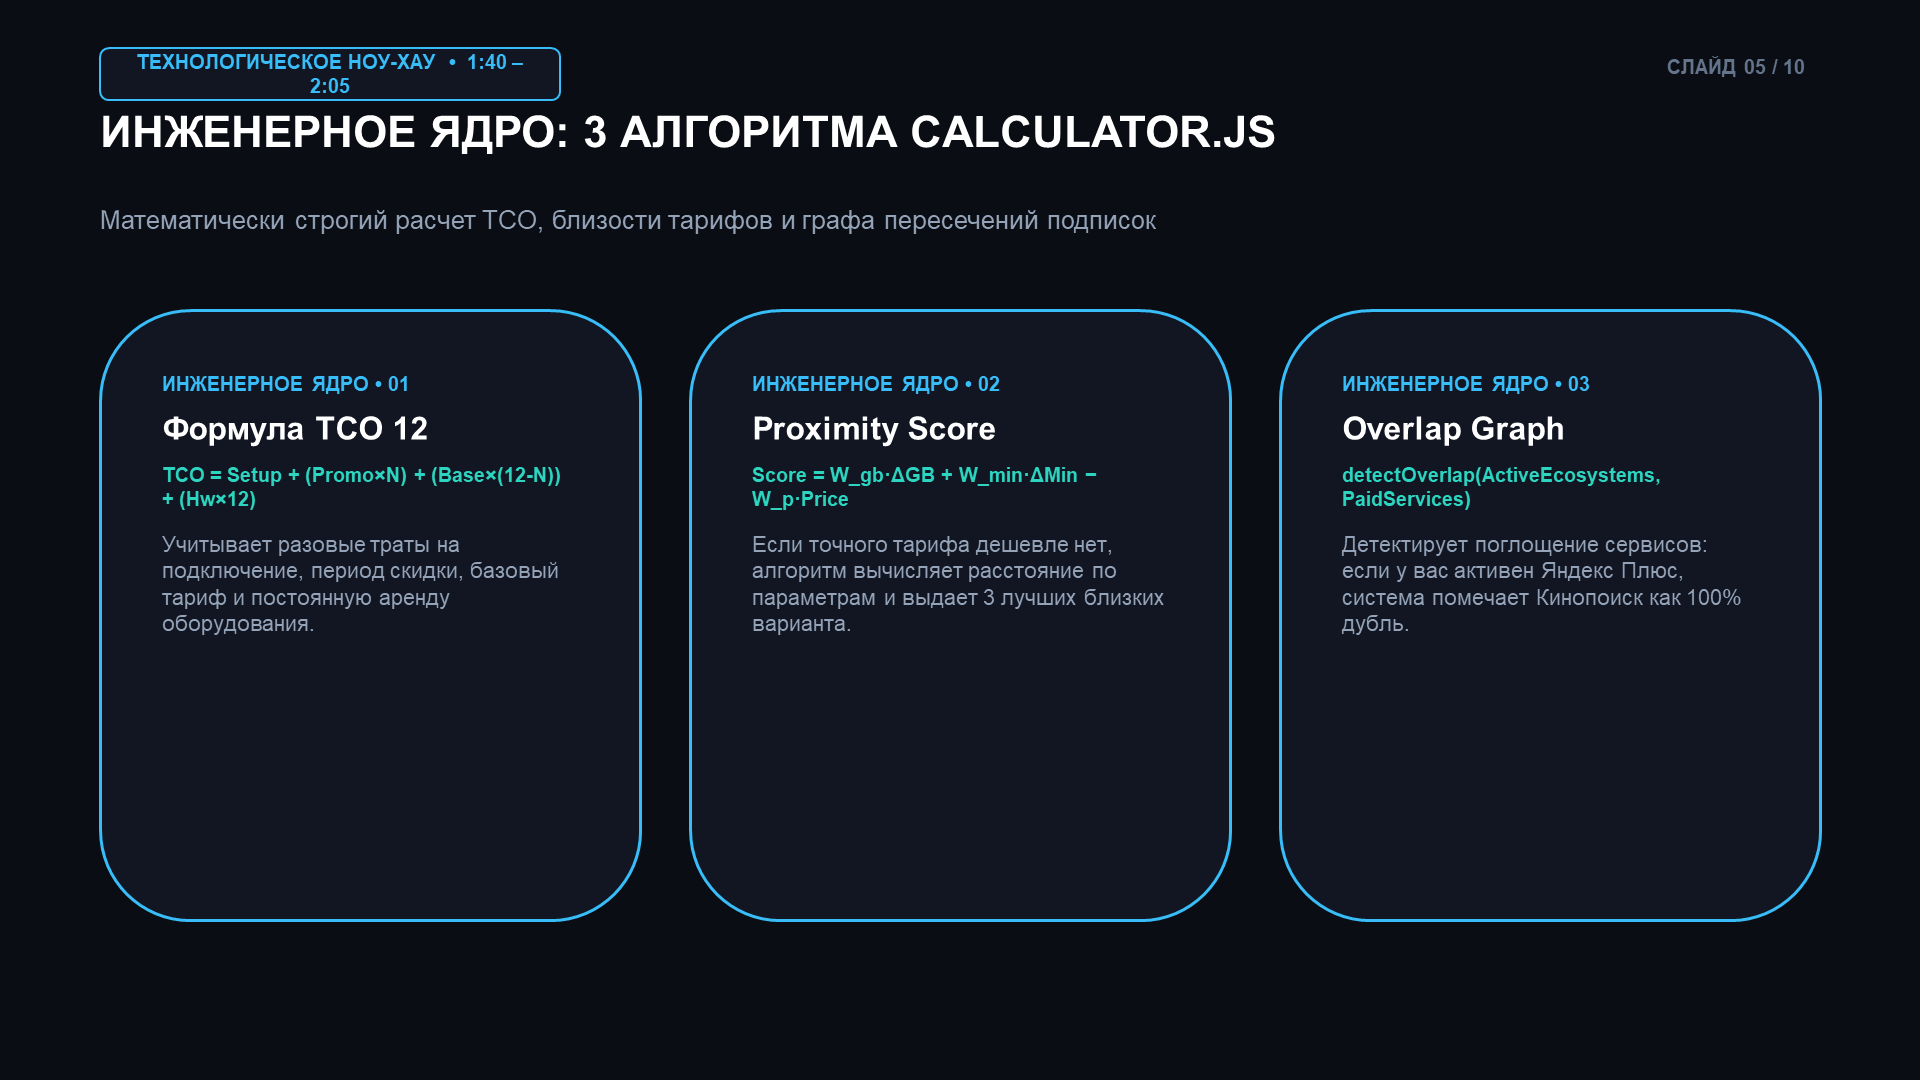 ТЕХНОЛОГИЧЕСКОЕ НОУ-ХАУ • 1:40 –
2:05
СЛАЙД 05 / 10
ИНЖЕНЕРНОЕ ЯДРО: 3 АЛГОРИТМА CALCULATOR.JS
Математически строгий расчет TCO, близости тарифов и графа пересечений подписок
ИНЖЕНЕРНОЕ ЯДРО • 01
Формула TCO 12
TCO = Setup + (Promo×N) + (Base×(12-N))
+ (Hw×12)
Учитывает разовые траты на
подключение, период скидки, базовый
тариф и постоянную аренду
оборудования.
ИНЖЕНЕРНОЕ ЯДРО • 02
Proximity Score
Score = W_gb·ΔGB + W_min·ΔMin −
W_p·Price
Если точного тарифа дешевле нет,
алгоритм вычисляет расстояние по
параметрам и выдает 3 лучших близких
варианта.
ИНЖЕНЕРНОЕ ЯДРО • 03
Overlap Graph
detectOverlap(ActiveEcosystems,
PaidServices)
Детектирует поглощение сервисов:
если у вас активен Яндекс Плюс,
система помечает Кинопоиск как 100%
дубль.